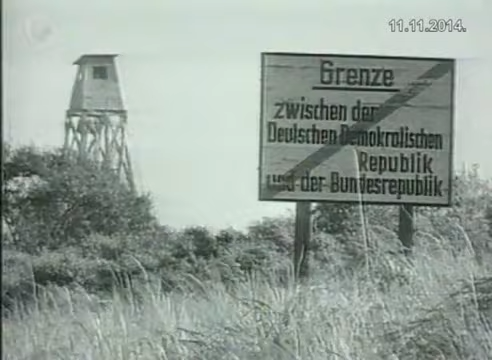 11.11.2014.
Grenze
zwischen der
Deutschen Demokratischen
Republik
und der Bundesrepublik